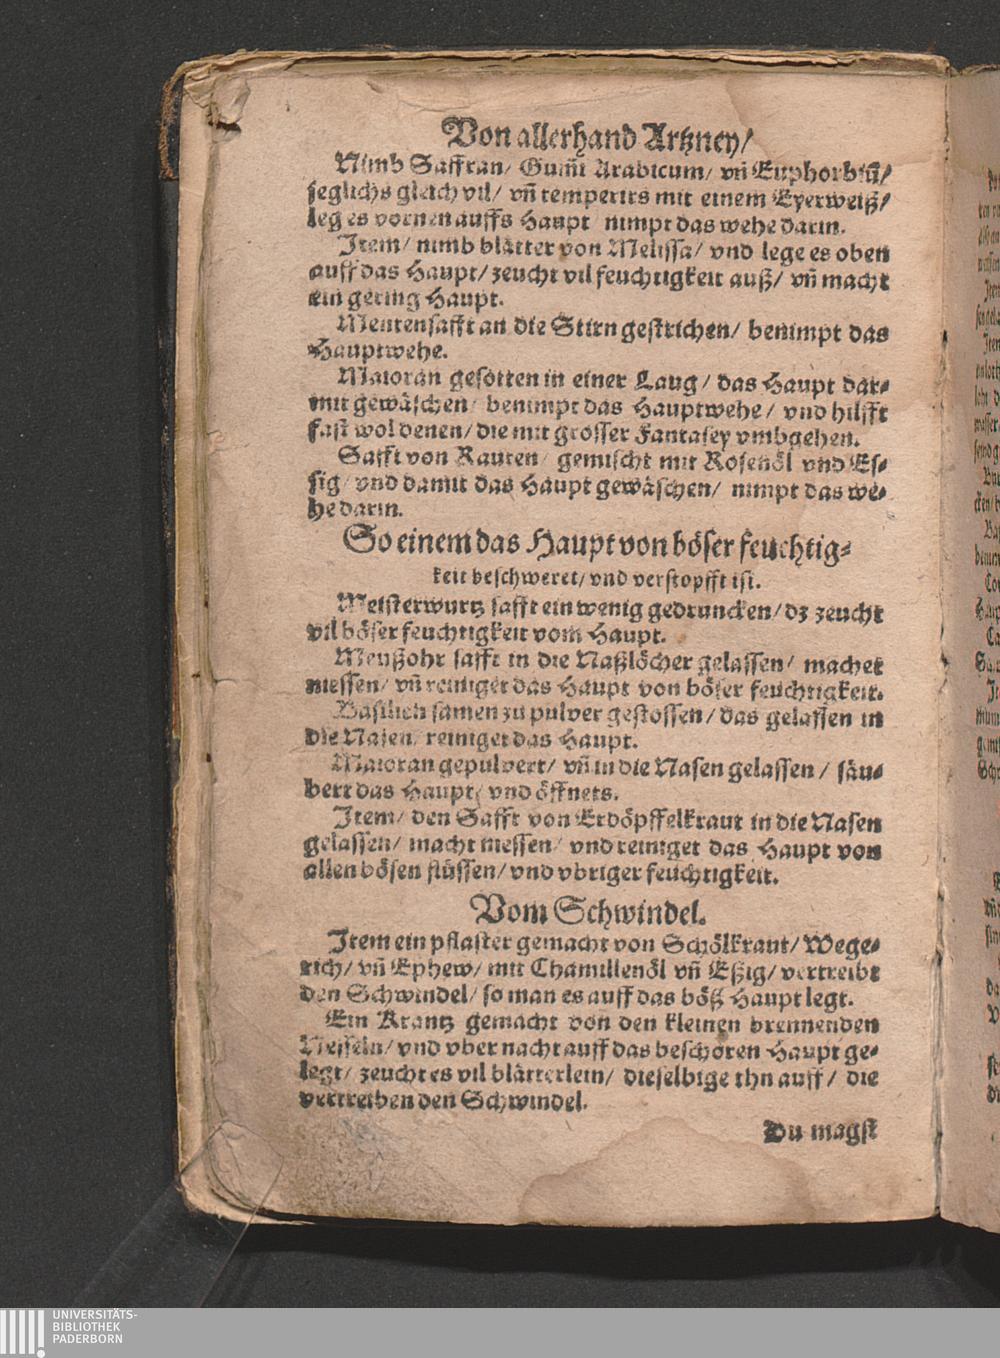 Von allerhand Artzney/
Nimb Saffran/ Gum̃i Arabicum/ vñ Euphorbiũ/
jeglichs gleich vil/ vñ temperirs mit einem Eyerweiß/
leg es vornen auffs Haupt nimpt das wehe darin.
Item/ nimb blätter von Melissa/ vnd lege es oben
auff das Haupt/ zeucht vil feuchtigkeit auß/ vñ macht
ein gering Haupt.
Meutensafft an die Stirn gestrichen/ benimpt das
Hauptwehe.
Maioran gesotten in einer Laug/ das Haupt dar-
mit gewäschen/ benimpt das Hauptwehe/ vnd hilfft
fast wol denen/ die mit grosser Fantasey vmbgehen.
Safft von Rauten/ gemischt mit Rosenöl vnd Es-
sig/ vnd damit das Haupt gewäschen/ nimpt das we-
he darin.
So einem das Haupt von böser feuchtig-
keit beschweret/ vnd verstopfft ist.
Meisterwurtz safft ein wenig gedruncken/ dz zeucht
vil böser feuchtigkeit vom Haupt.
Meußohr safft in die Naßlöcher gelassen/ machet
niessen/ vñ reiniget das Haupt von böser feuchtigkeit.
Basilien samen zu pulver gestossen/ das gelassen in
die Nasen/ reiniget das Haupt.
Maioran gepulvert/ vñ in die Nasen gelassen/ säu-
bert das Haupt/ vnd öffnets.
Item/ den Safft von Erdöpffelkraut in die Nasen
gelassen/ macht niessen/ vnd reiniget das Haupt von
allen bösen flüssen/ vnd vbriger feuchtigkeit.
Vom Schwindel.
Item ein pflaster gemacht von Schölkraut/ Wege-
rich/ vñ Ephew/ mit Chamillenöl vñ Eßig/ vertreibt
den Schwindel/ so man es auff das böß Haupt legt.
Ein Krantz gemacht von den kleinen brennenden
Nesseln/ vnd vber nacht auff das beschoren Haupt ge-
legt/ zeucht es vil blätterlein/ dieselbige thn auff/ die
vertreiben den Schwindel.
Du magst
UNIVERSITÄTS-
BIBLIOTHEK
PADERBORN